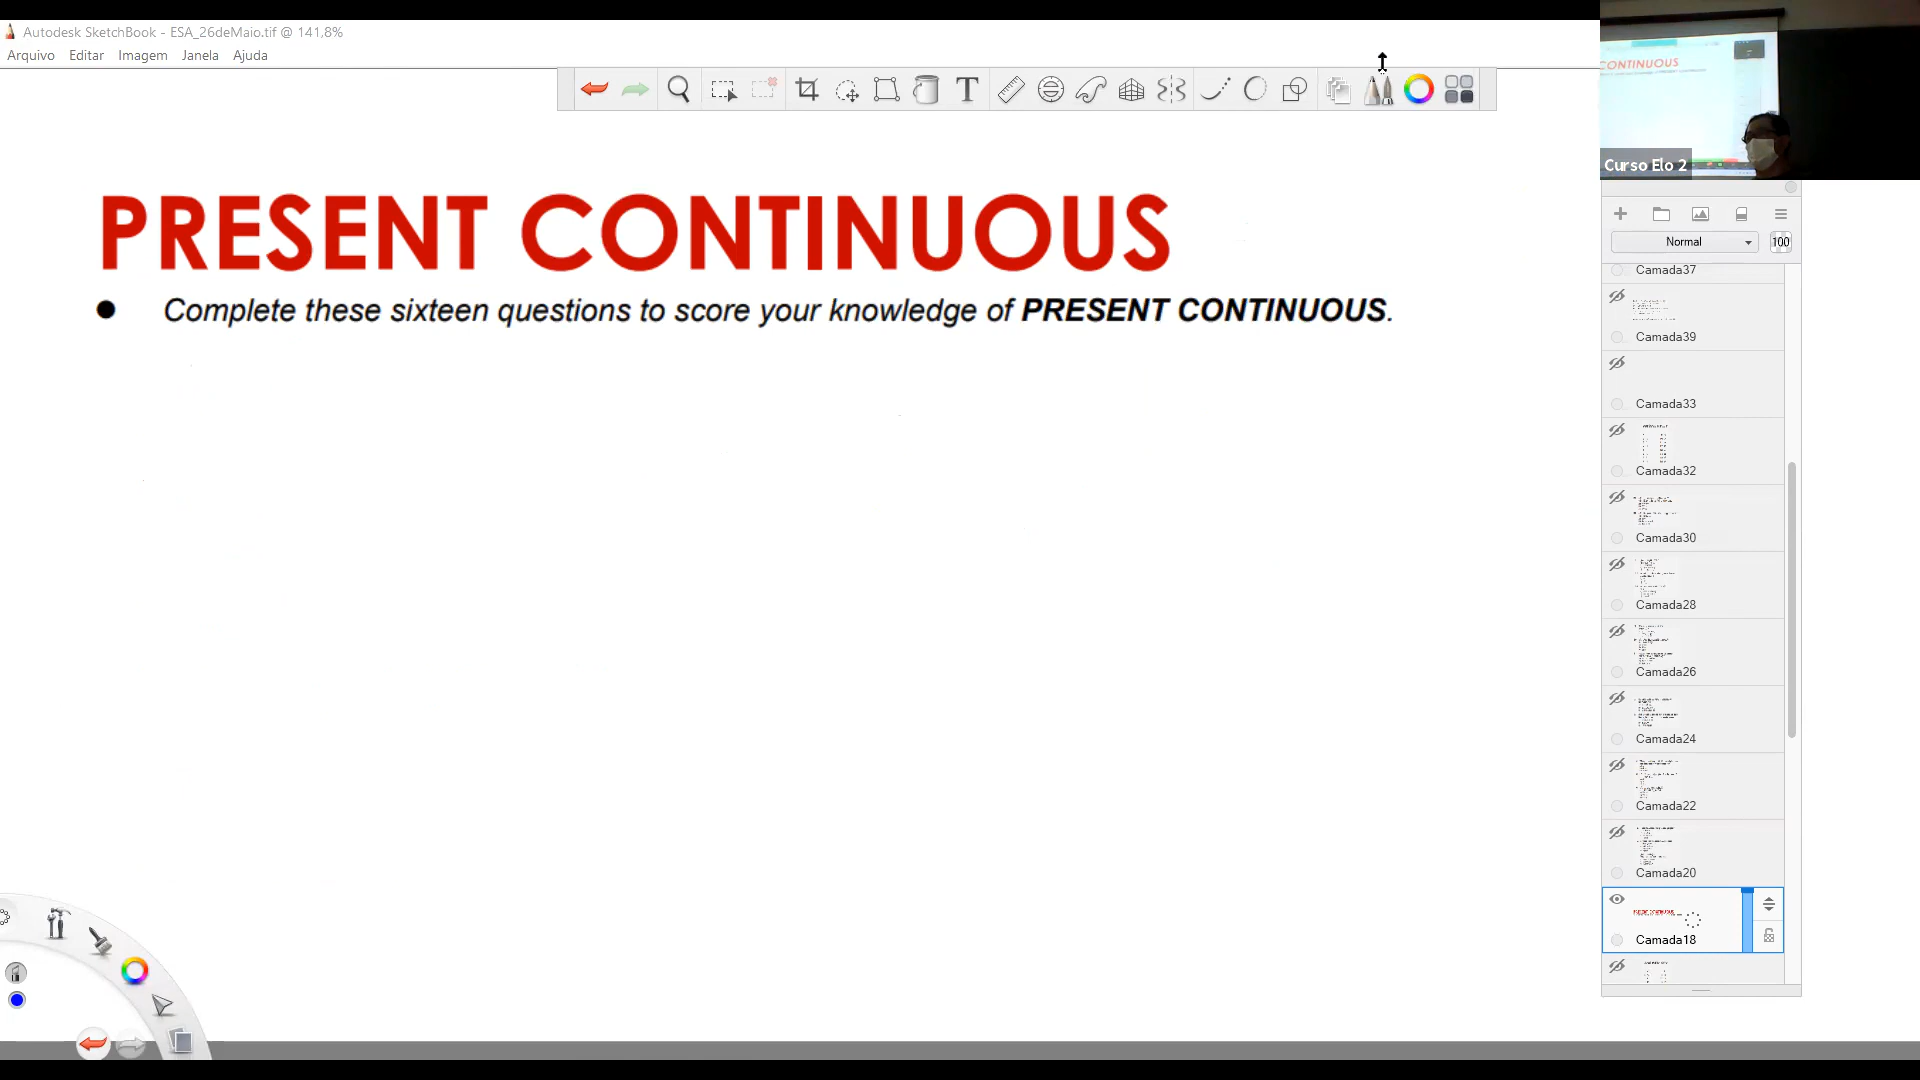 Autodesk SketchBook - ESA_26deMaio.tif @ 141,8%
Arquivo Editar Imagem Janela Ajuda
CONTINUOUS
Curso Elo 2
T
PRESENT CONTINUOUS
● Complete these sixteen questions to score your knowledge of PRESENT CONTINUOUS.
Normal 100
Camada37
Camada39
Camada33
Camada32
Camada30
Camada28
Camada26
Camada24
Camada22
Camada20
Camada18